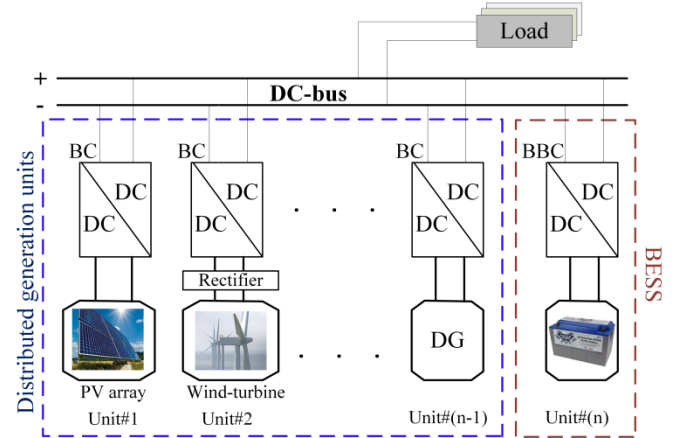 Load
+
DC-bus
-
Distributed generation units
BC
DC
DC
BC
DC
DC
. . .
BC
DC
DC
BBC
DC
DC
BESS
Rectifier
DG
. . .
PV array
Unit#1
Wind-turbine
Unit#2
Unit#(n-1)
Unit#(n)